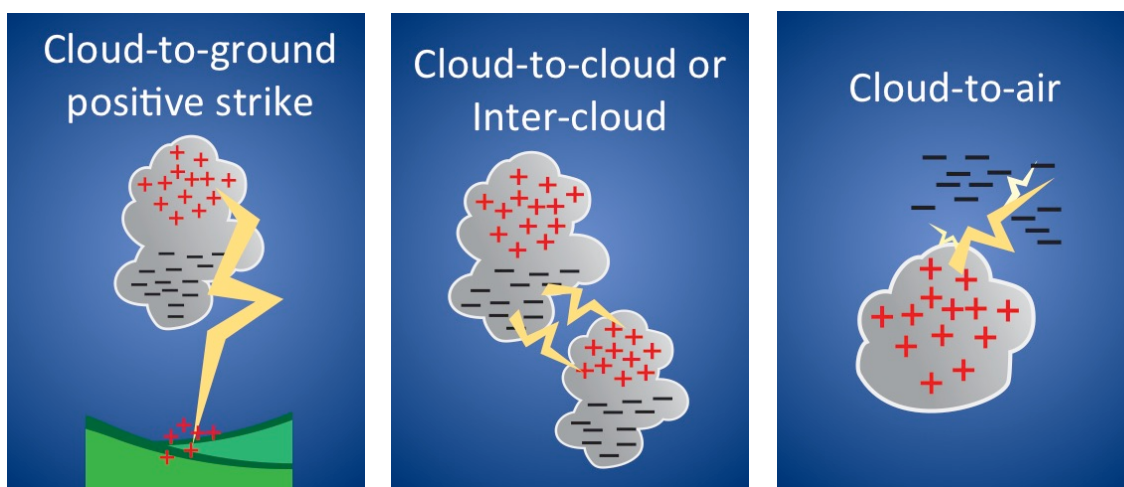 Cloud-to-ground
positive strike
Cloud-to-cloud or
Inter-cloud
Cloud-to-air